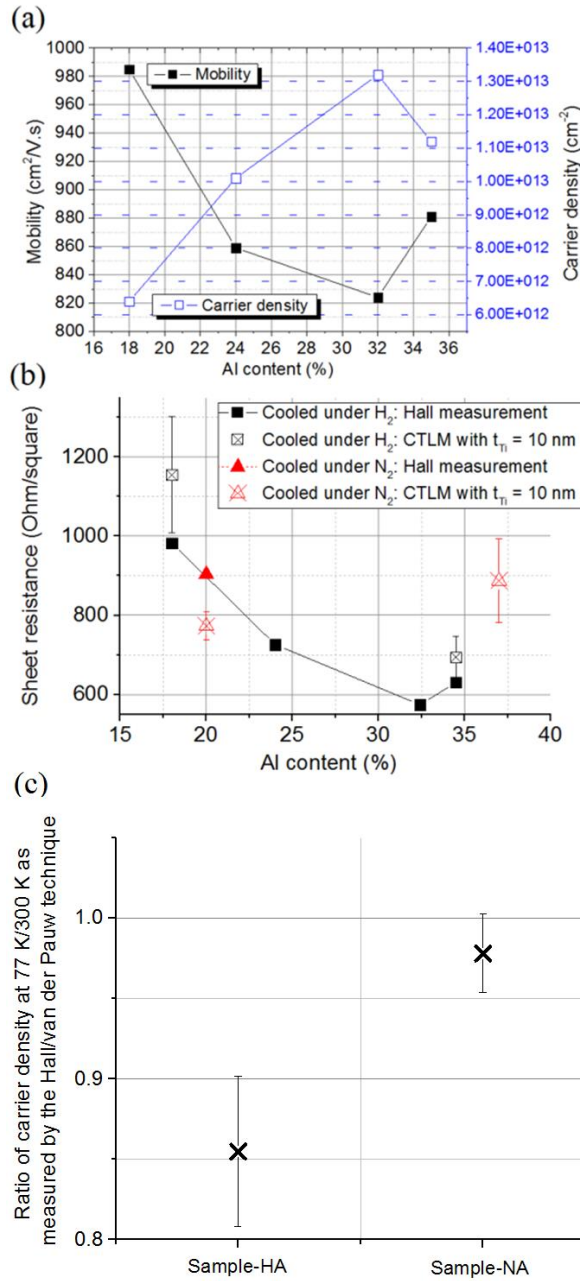 (a)
1000
980
960
940
920
900
880
860
840
820
800
Mobility (cm²/V.s)
Mobility
Carrier density
1.40E+013
1.30E+013
1.20E+013
1.10E+013
1.00E+013
9.00E+012
8.00E+012
7.00E+012
6.00E+012
Carrier density (cm⁻²)
16 18 20 22 24 26 28 30 32 34 36
Al content (%)
(b)
Cooled under H₂: Hall measurement
Cooled under H₂: CTLM with t_Ti = 10 nm
Cooled under N₂: Hall measurement
Cooled under N₂: CTLM with t_Ti = 10 nm
1200
1000
800
600
Sheet resistance (Ohm/square)
15 20 25 30 35 40
Al content (%)
(c)
1.0
0.9
0.8
Ratio of carrier density at 77 K/300 K as
measured by the Hall/van der Pauw technique
Sample-HA Sample-NA